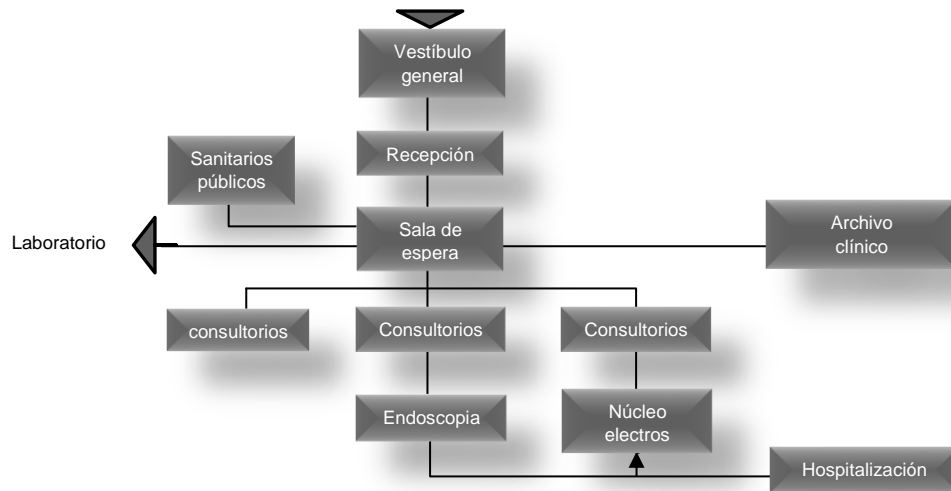 Vestíbulo
general
Sanitarios
públicos
Recepción
Laboratorio
Sala de
espera
Archivo
clínico
consultorios
Consultorios
Consultorios
Endoscopia
Núcleo
electros
Hospitalización